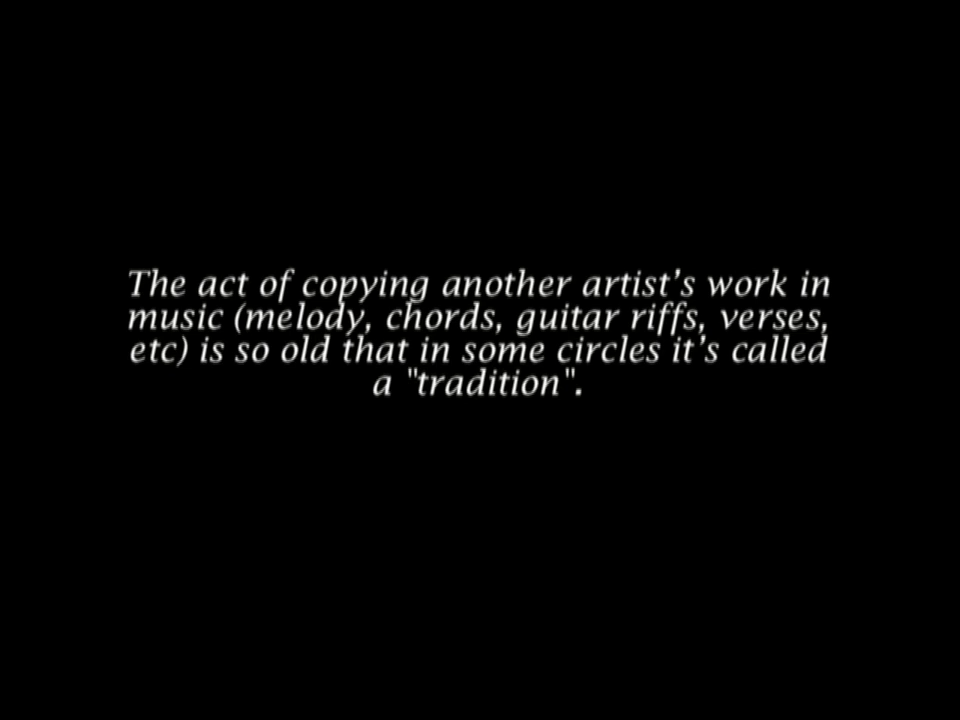 The act of copying another artist's work in
music (melody, chords, guitar riffs, verses,
etc) is so old that in some circles it's called
a "tradition".